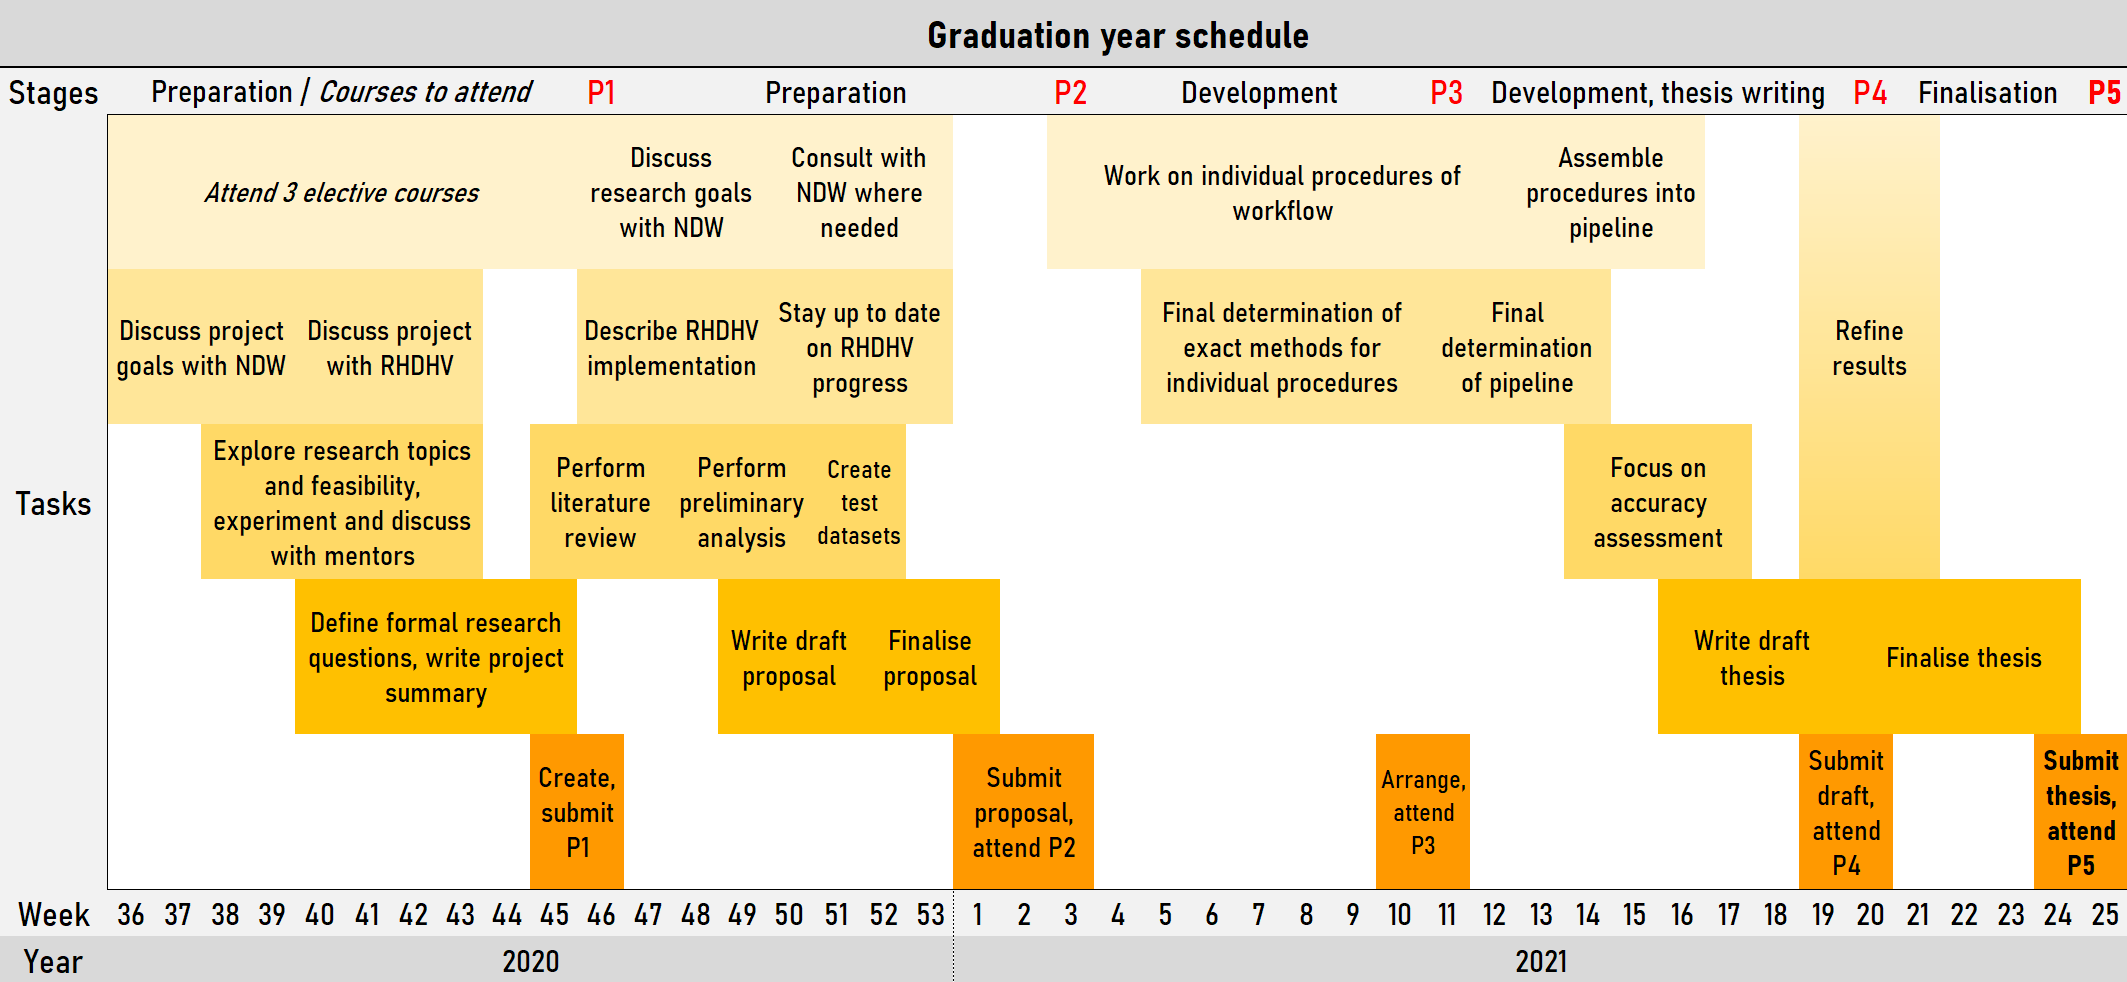 Graduation year schedule
Stages
Preparation / Courses to attend
P1
Preparation
P2
Development
P3
Development, thesis writing
P4
Finalisation
P5
Tasks
Attend 3 elective courses
Discuss
research goals
with NDW
Consult with
NDW where
needed
Work on individual procedures of
workflow
Assemble
procedures into
pipeline
Discuss project
goals with NDW
Discuss project
with RHDHV
Describe RHDHV
implementation
Stay up to date
on RHDHV
progress
Final determination of
exact methods for
individual procedures
Final
determination
of pipeline
Refine
results
Explore research topics
and feasibility,
experiment and discuss
with mentors
Perform
literature
review
Perform
preliminary
analysis
Create
test
datasets
Focus on
accuracy
assessment
Define formal research
questions, write project
summary
Write draft
proposal
Finalise
proposal
Write draft
thesis
Finalise thesis
Create,
submit
P1
Submit
proposal,
attend P2
Arrange,
attend
P3
Submit
draft,
attend
P4
Submit
thesis,
attend
P5
Week 36 37 38 39 40 41 42 43 44 45 46 47 48 49 50 51 52 53 1 2 3 4 5 6 7 8 9 10 11 12 13 14 15 16 17 18 19 20 21 22 23 24 25
Year 2020 2021